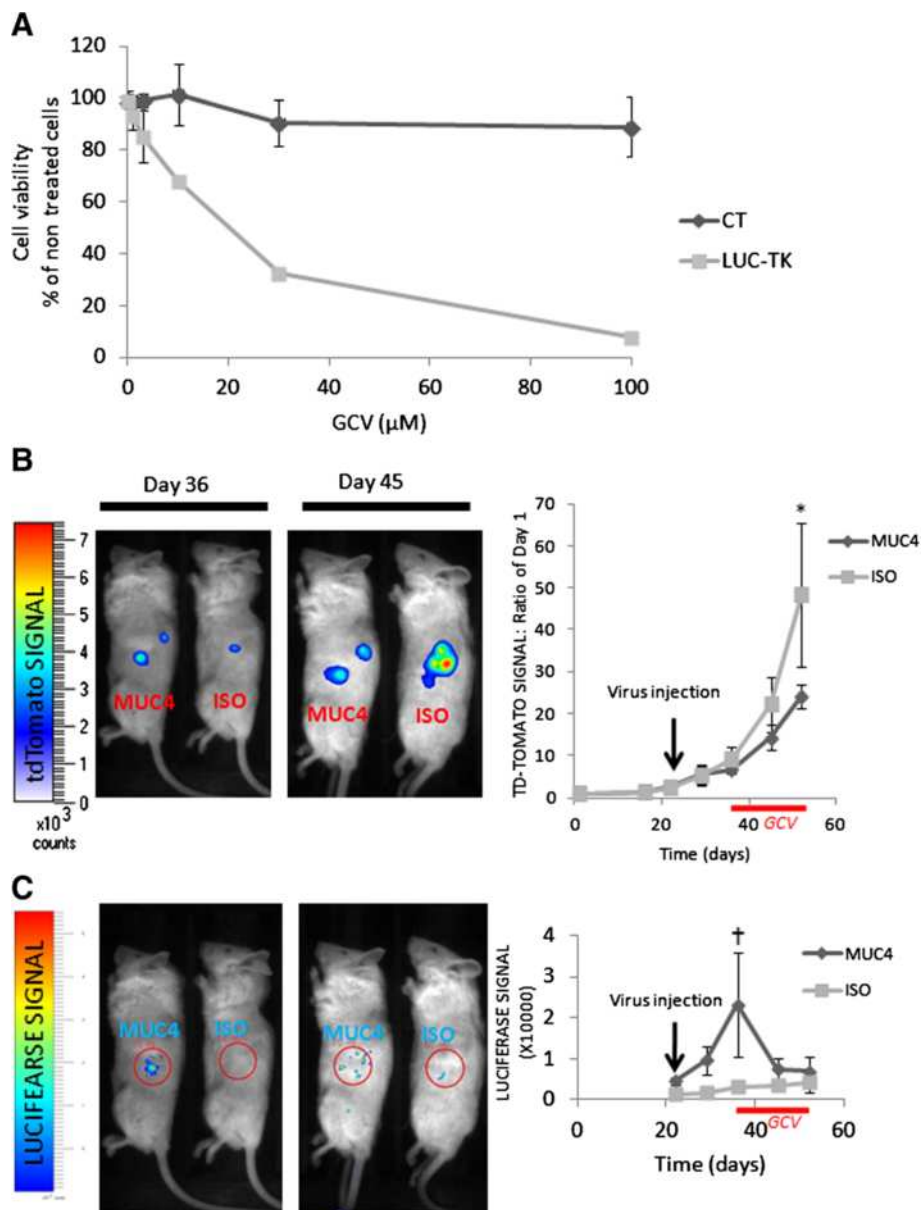 A
120
100
80
60
40
20
0
Cell viability
% of non treated cells
0 20 40 60 80 100
GCV (µM)
CT
LUC-TK
B
Day 36
Day 45
tdTomato SIGNAL
7
6
5
4
3
2
1
0
x10³
counts
MUC4
ISO
MUC4
ISO
70
60
50
40
30
20
10
0
TD-TOMATO SIGNAL: Ratio of Day 1
*
Virus injection
MUC4
ISO
0 20 40 60
GCV
Time (days)
C
LUCIFEARSE SIGNAL
MUC4
ISO
MUC4
ISO
4
3
2
1
0
LUCIFERASE SIGNAL
(X10000)
†
Virus injection
MUC4
ISO
0 20 40 60
GCV
Time (days)